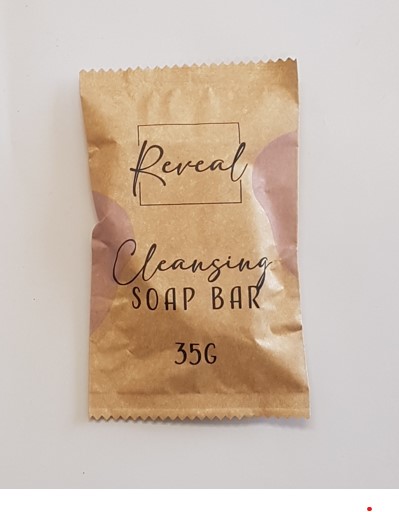 Reveal
Cleansing
SOAP BAR
35G